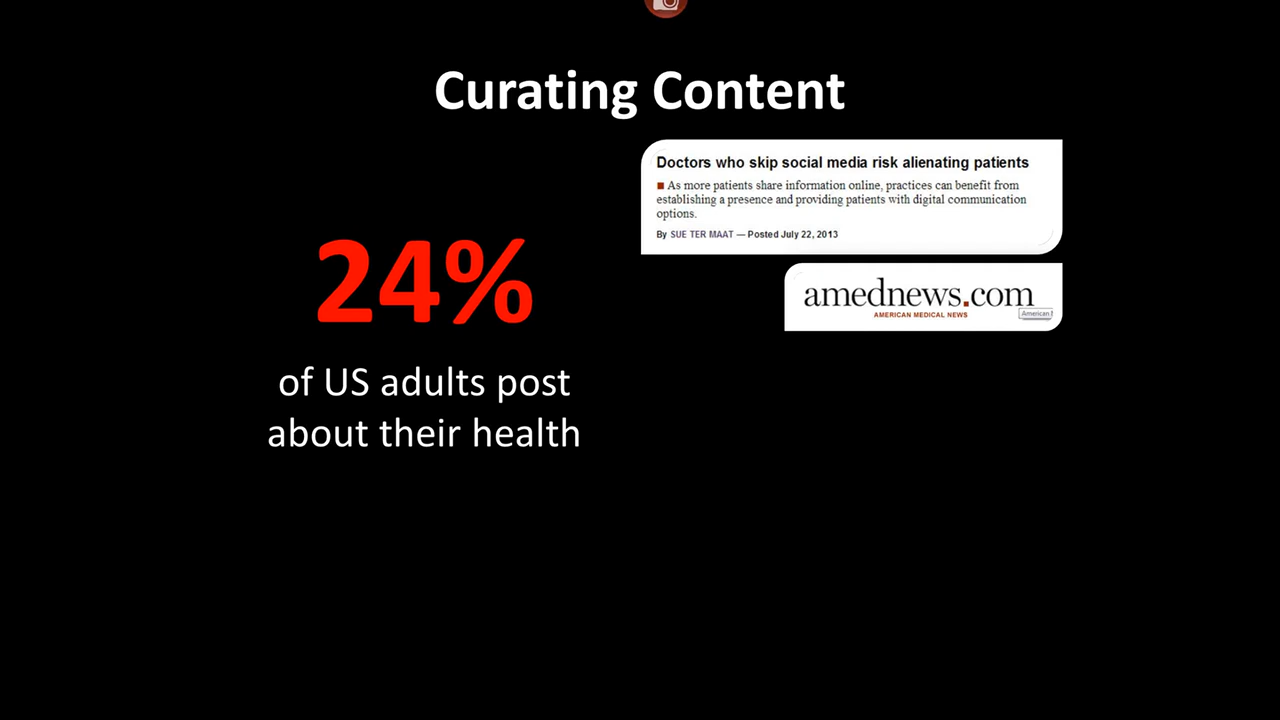 Curating Content
Doctors who skip social media risk alienating patients
■ As more patients share information online, practices can benefit from
establishing a presence and providing patients with digital communication
options.
By SUE TER MAAT — Posted July 22, 2013
24%
of US adults post
about their health
amednews.com
AMERICAN MEDICAL NEWS
American